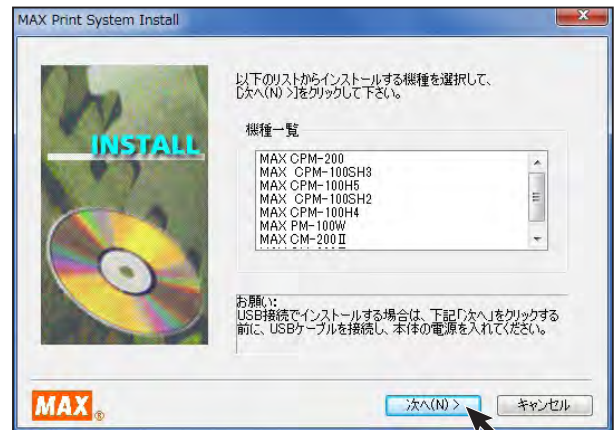 MAX Print System Install
INSTALL
以下のリストからインストールする機種を選択して、
[次へ(N) >]をクリックして下さい。
機種一覧
MAX CPM-200
MAX CPM-100SH3
MAX CPM-100H5
MAX CPM-100SH2
MAX CPM-100H4
MAX PM-100W
MAX CM-200Ⅱ
お願い:
USB接続でインストールする場合は、下記「次へ」をクリックする
前に、USBケーブルを接続し、本体の電源を入れてください。
MAX®
次へ(N) >
キャンセル